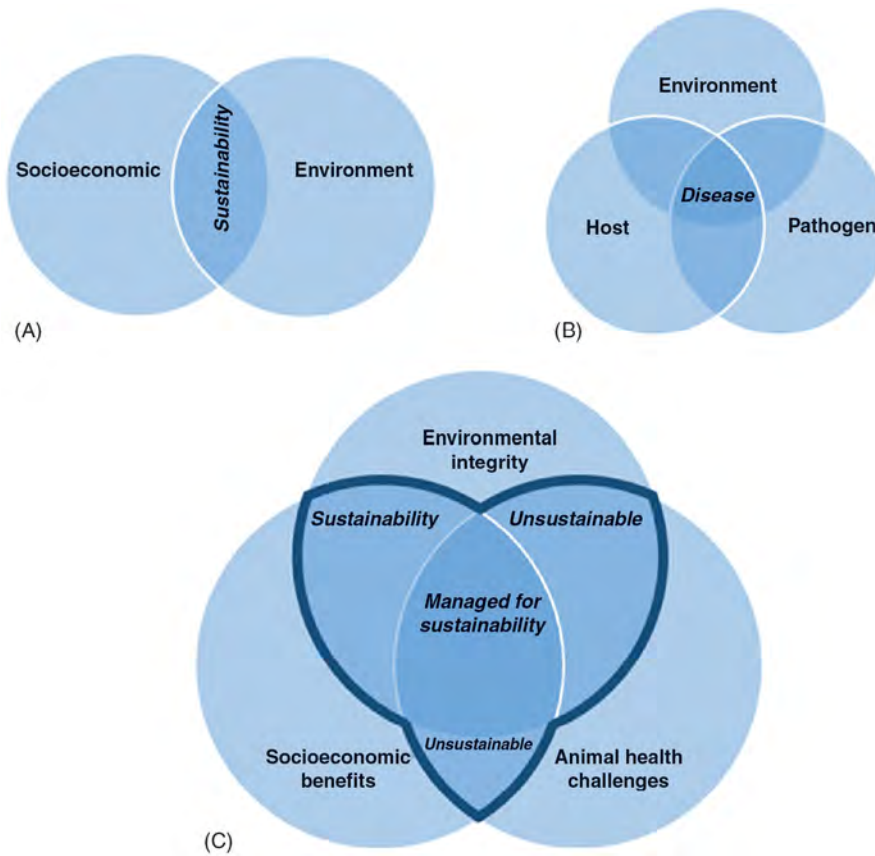 Socioeconomic
Sustainability
Environment
(A)
Environment
Disease
Host
Pathogen
(B)
Environmental
integrity
Sustainability
Unsustainable
Managed for
sustainability
Unsustainable
Socioeconomic
benefits
Animal health
challenges
(C)